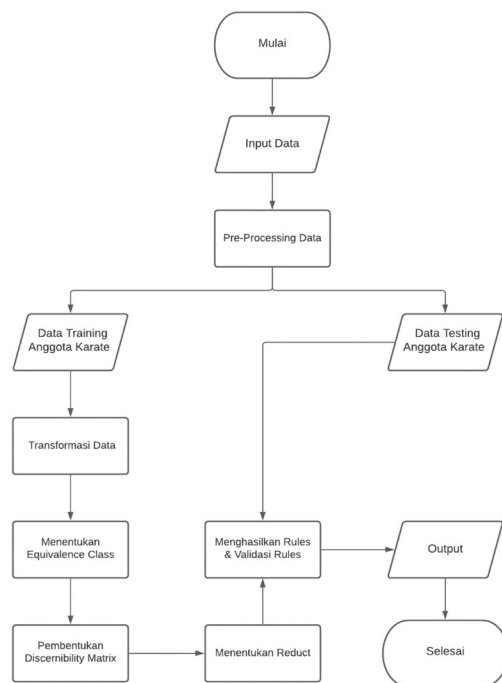 Mulai
Input Data
Pre-Processing Data
Data Training
Anggota Karate
Data Testing
Anggota Karate
Transformasi Data
Menentukan
Equivalence Class
Menghasilkan Rules
& Validasi Rules
Output
Pembentukan
Discernibility Matrix
Menentukan Reduct
Selesai